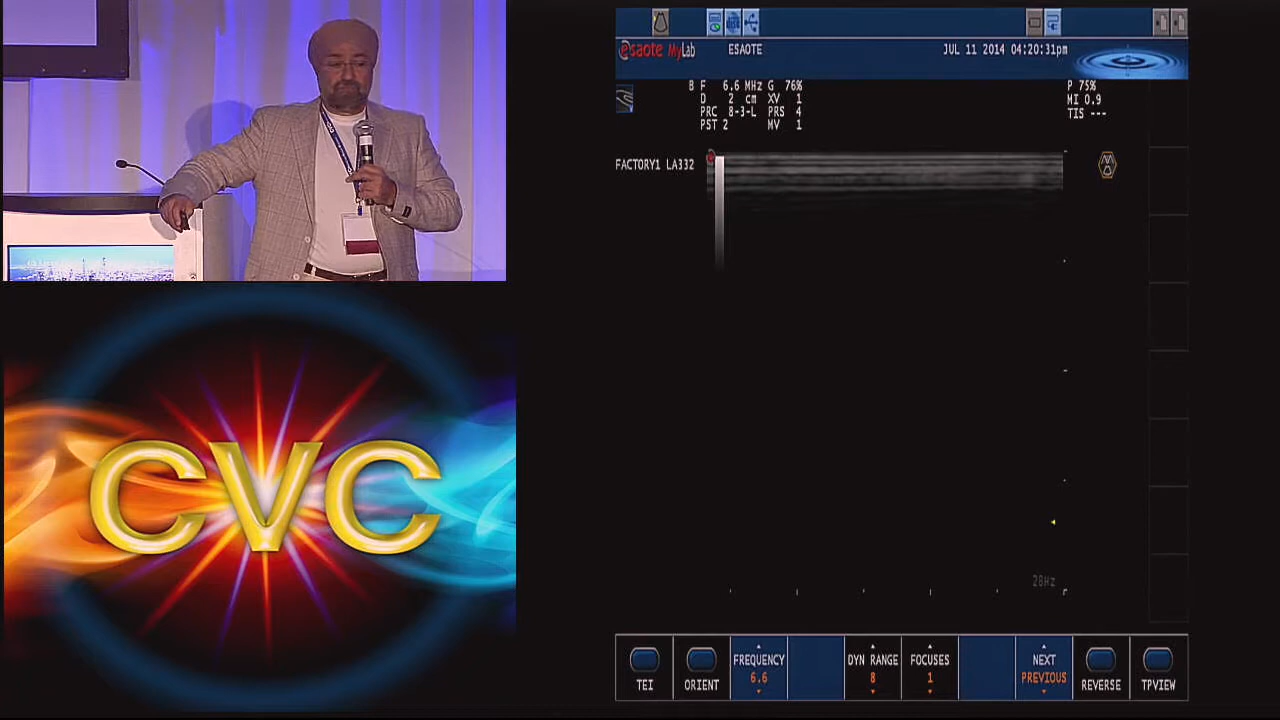 esaote MyLab
ESAOTE
JUL 11 2014 04:20:31pm
B F 6.6 MHz G 76%
D 2 cm XV 1
PRC 8-3-L PRS 4
PST 2 MV 1
P 75%
MI 0.9
TIS ---
FACTORY1 LA332
CVC
28Hz
TEI
ORIENT
FREQUENCY
6.6
DYN RANGE
8
FOCUSES
1
NEXT
PREVIOUS
REVERSE
TPVIEW